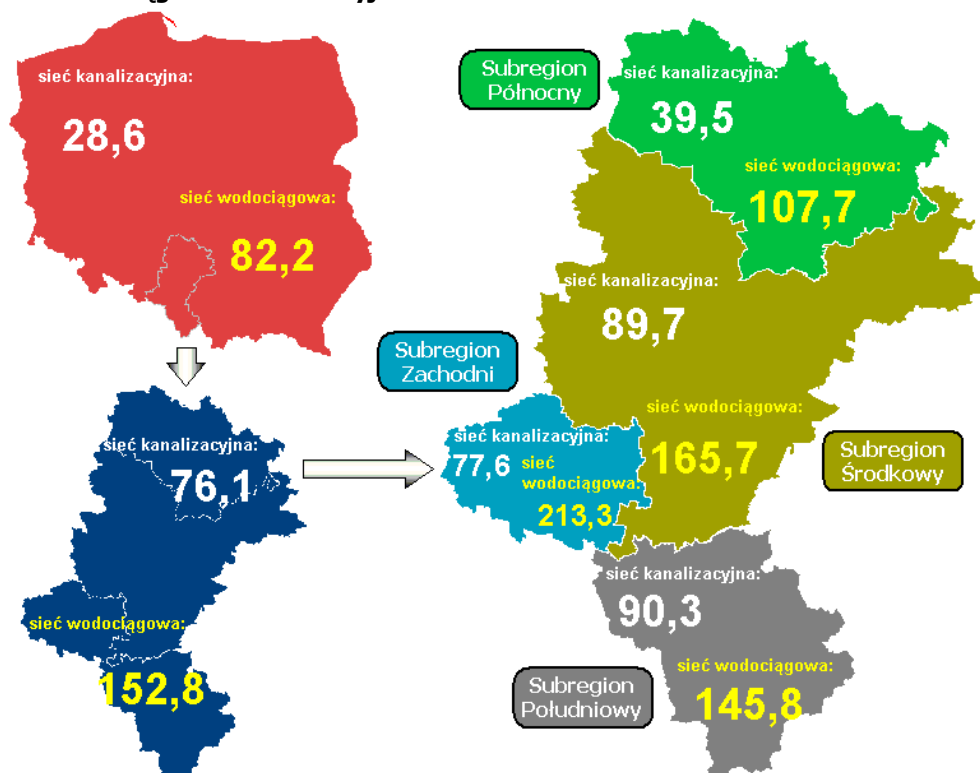 sieć kanalizacyjna:
28,6
sieć wodociągowa:
82,2
Subregion
Północny
sieć kanalizacyjna:
39,5
sieć wodociągowa:
107,7
sieć kanalizacyjna:
89,7
sieć wodociągowa:
165,7
Subregion
Środkowy
Subregion
Zachodni
sieć kanalizacyjna:
77,6
sieć
wodociągowa:
213,3
sieć kanalizacyjna:
76,1
sieć wodociągowa:
152,8
sieć kanalizacyjna:
90,3
sieć wodociągowa:
145,8
Subregion
Południowy